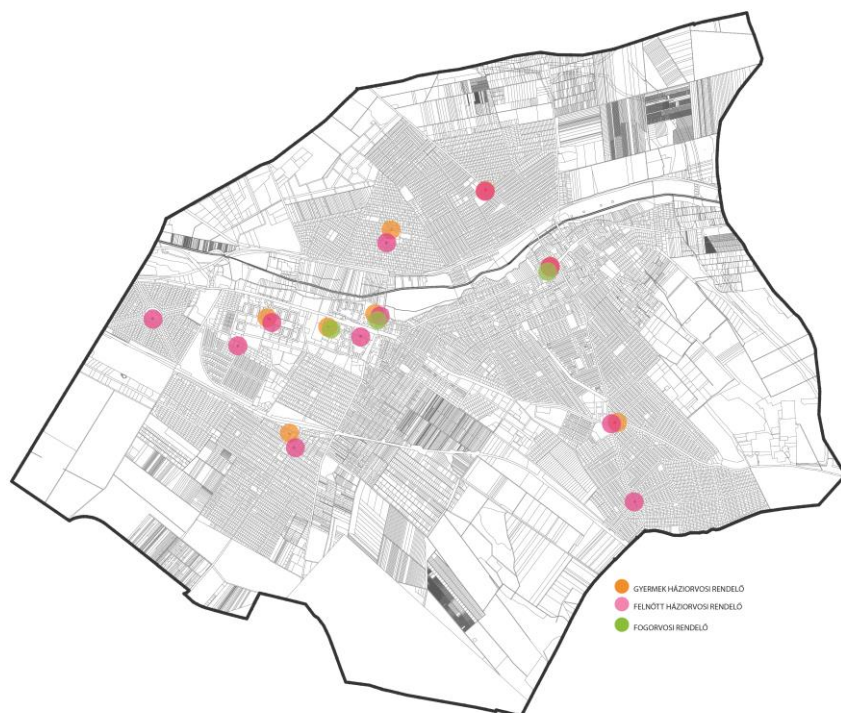 GYERMEK HÁZIORVOSI RENDELŐ
FELNŐTT HÁZIORVOSI RENDELŐ
FOGORVOSI RENDELŐ